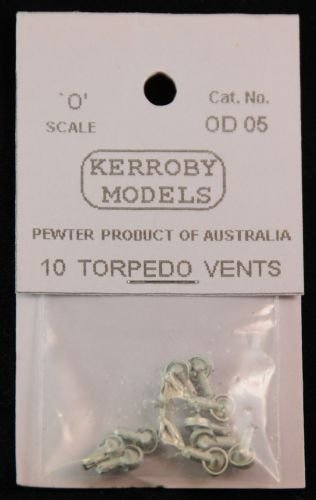 'O'
SCALE
Cat. No.
OD 05
KERROBY
MODELS
PEWTER PRODUCT OF AUSTRALIA
10 TORPEDO VENTS